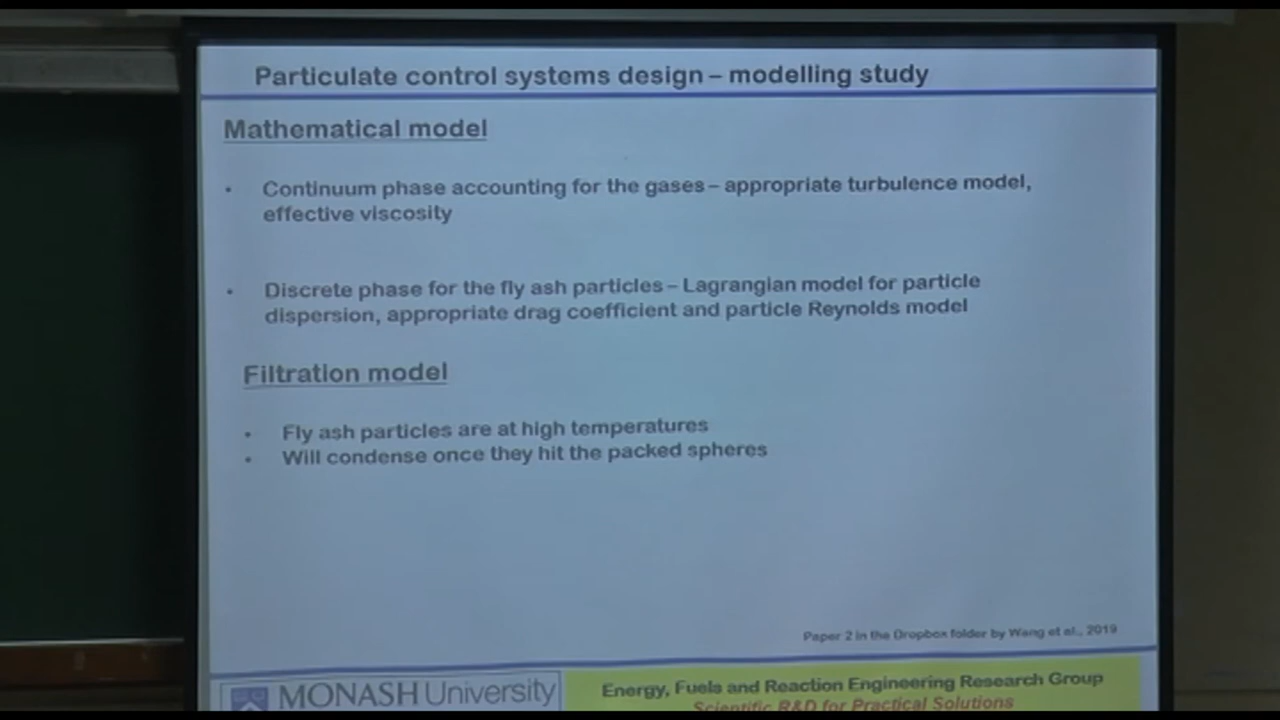 Particulate control systems design – modelling study
Mathematical model
• Continuum phase accounting for the gases – appropriate turbulence model,
effective viscosity
• Discrete phase for the fly ash particles – Lagrangian model for particle
dispersion, appropriate drag coefficient and particle Reynolds model
Filtration model
• Fly ash particles are at high temperatures
• Will condense once they hit the packed spheres
Paper 2 in the Dropbox folder by Wang et al., 2019
MONASH University
Energy, Fuels and Reaction Engineering Research Group
Scientific R&D for Practical Solutions